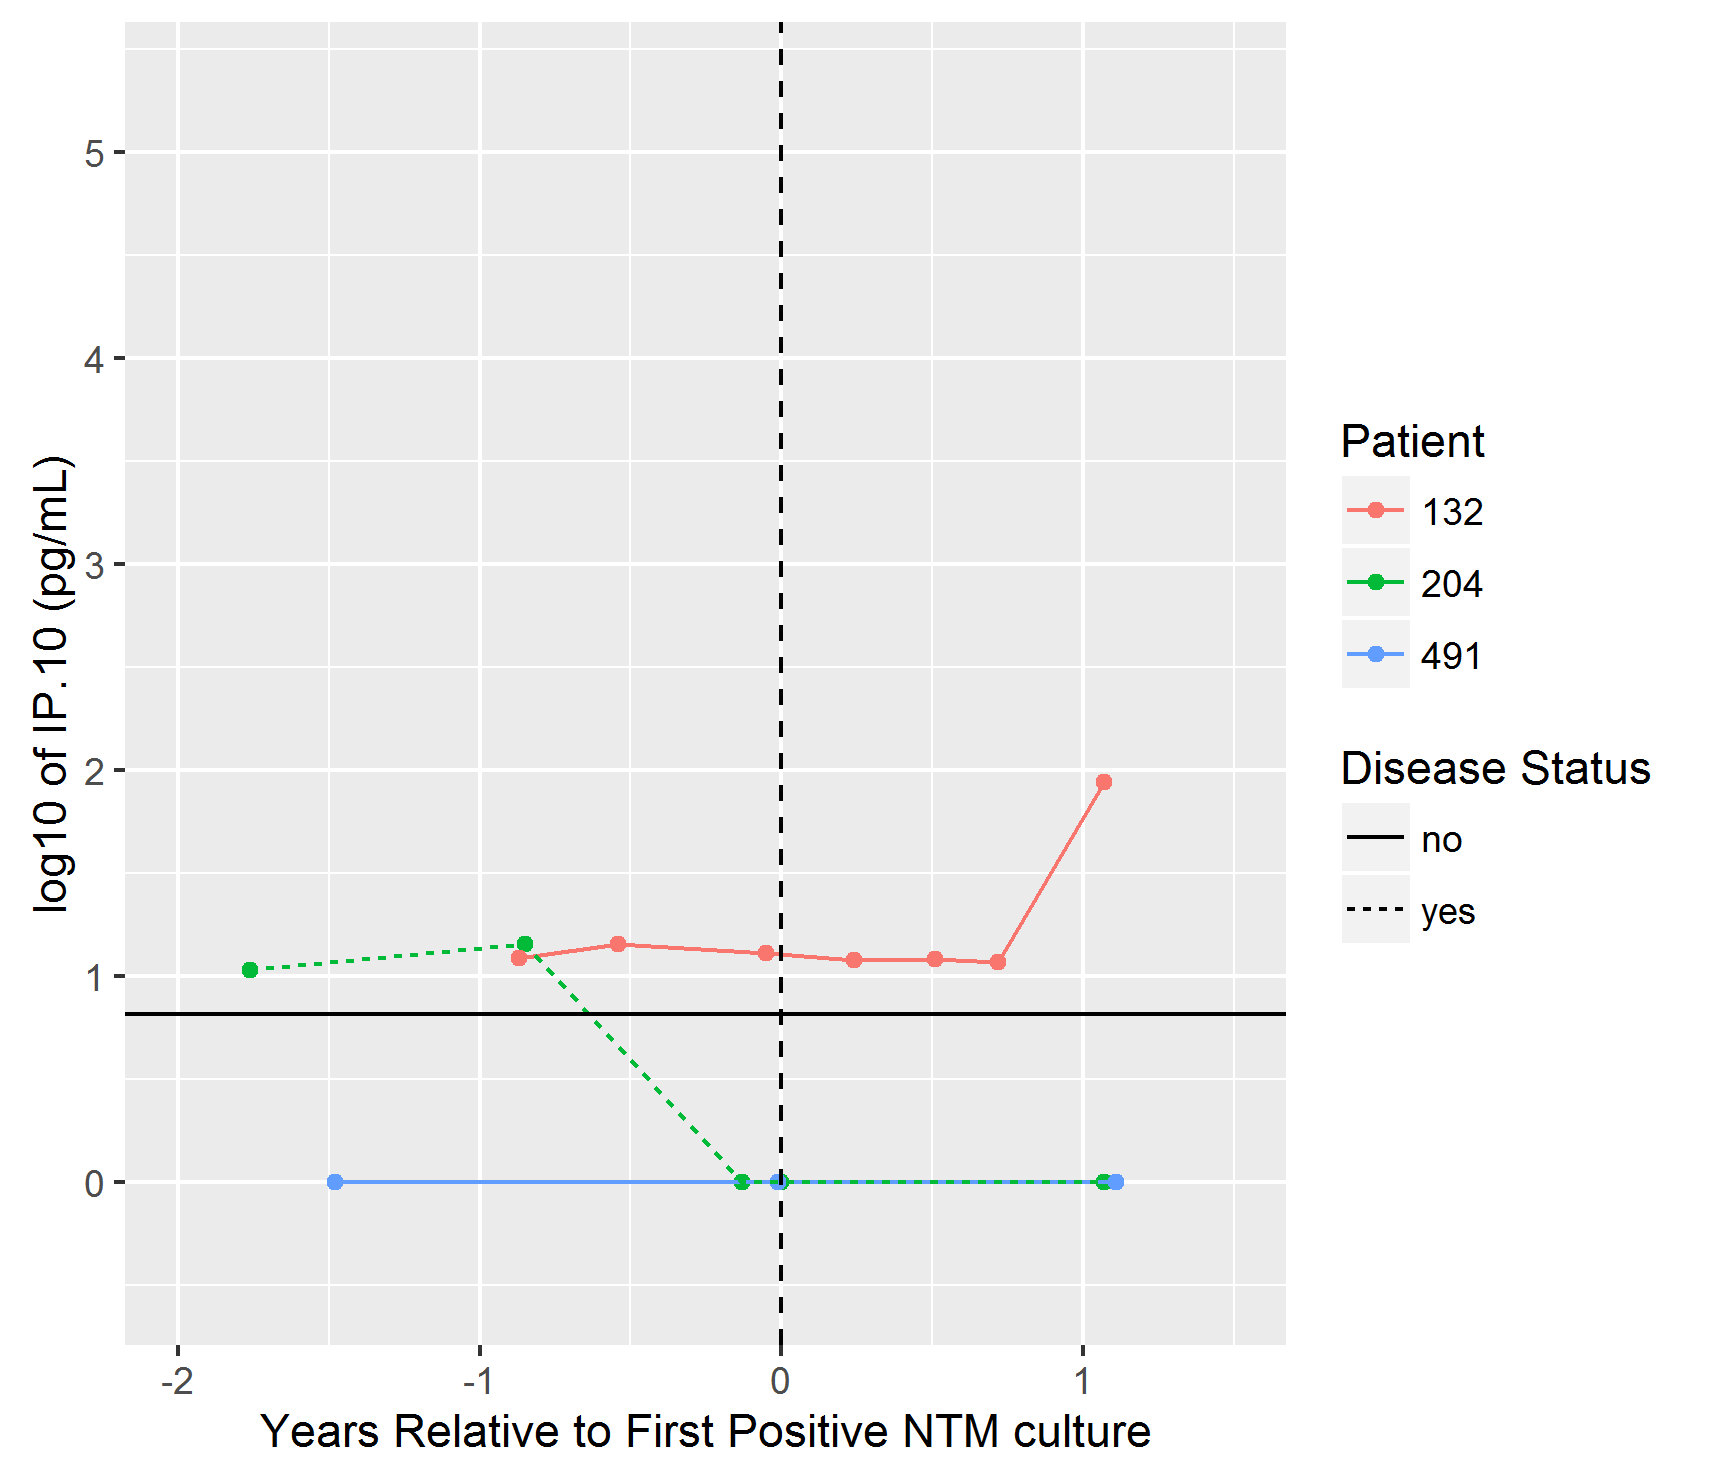 log10 of IP.10 (pg/mL)
5
4
3
2
1
0
-2
-1
0
1
Years Relative to First Positive NTM culture
Patient
132
204
491
Disease Status
no
yes